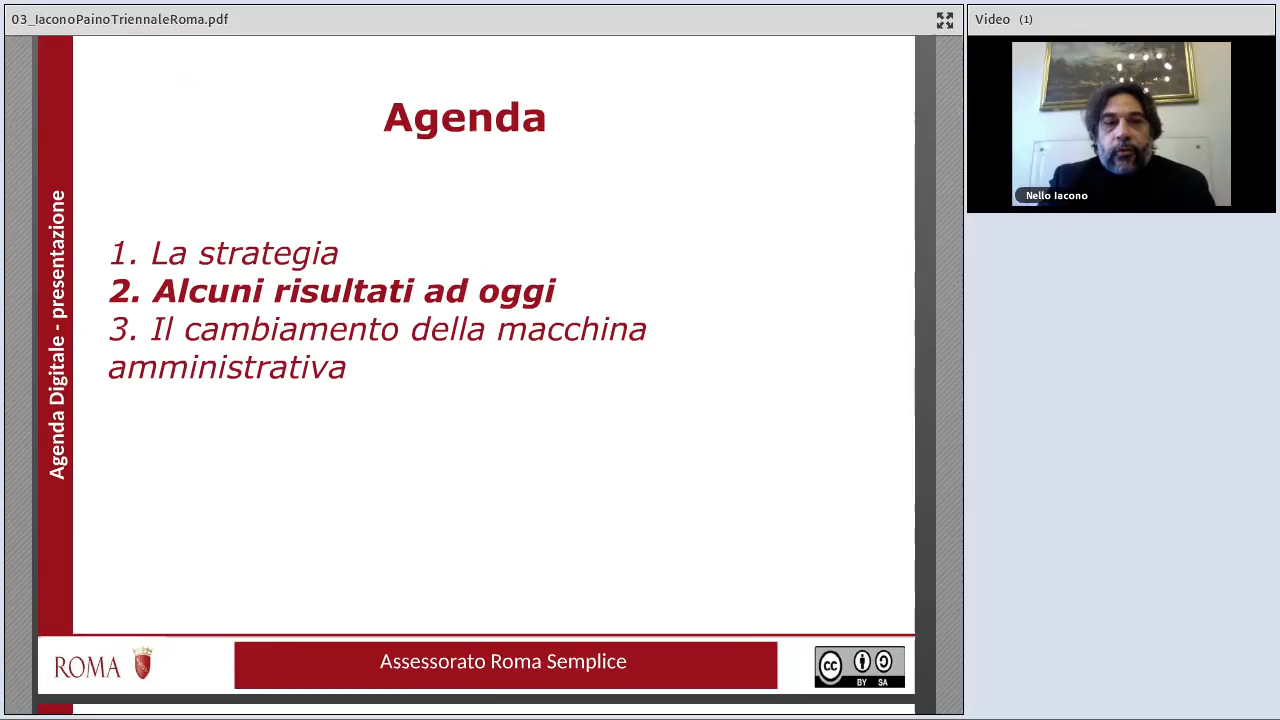 03_IaconoPainoTriennaleRoma.pdf
Video (1)
Nello Iacono
Agenda
Agenda Digitale - presentazione
1. La strategia
2. Alcuni risultati ad oggi
3. Il cambiamento della macchina
amministrativa
ROMA
Assessorato Roma Semplice
cc
BY SA